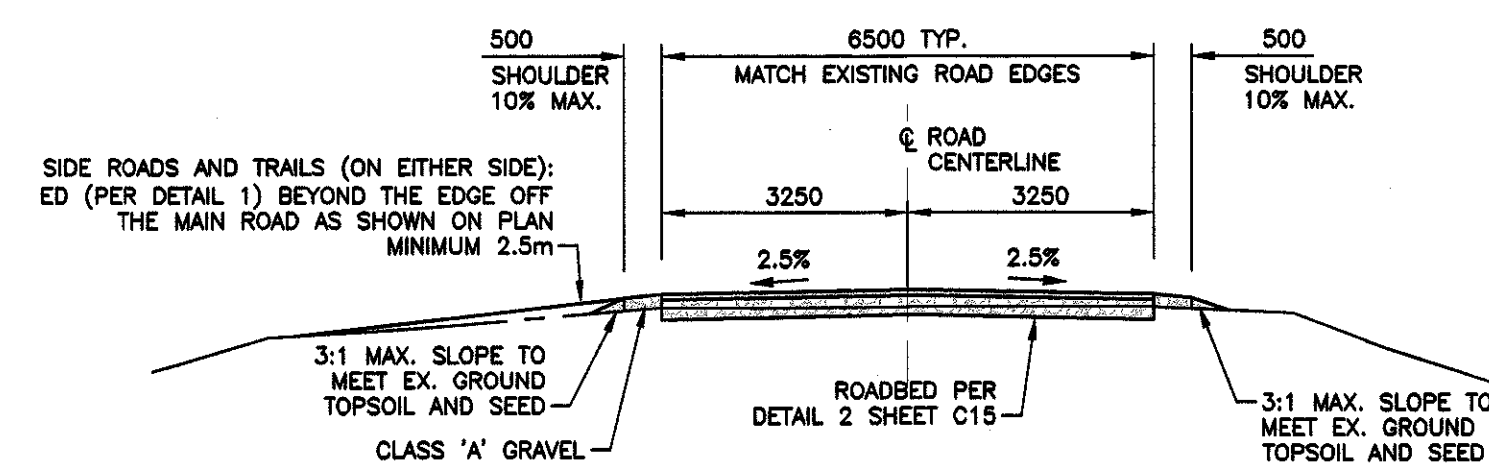 500
SHOULDER
10% MAX.
6500 TYP.
MATCH EXISTING ROAD EDGES
500
SHOULDER
10% MAX.
℄ ROAD
CENTERLINE
SIDE ROADS AND TRAILS (ON EITHER SIDE):
ED (PER DETAIL 1) BEYOND THE EDGE OFF
THE MAIN ROAD AS SHOWN ON PLAN
MINIMUM 2.5m
3250
3250
2.5%
2.5%
3:1 MAX. SLOPE TO
MEET EX. GROUND
TOPSOIL AND SEED
CLASS 'A' GRAVEL
ROADBED PER
DETAIL 2 SHEET C15
3:1 MAX. SLOPE TO
MEET EX. GROUND
TOPSOIL AND SEED